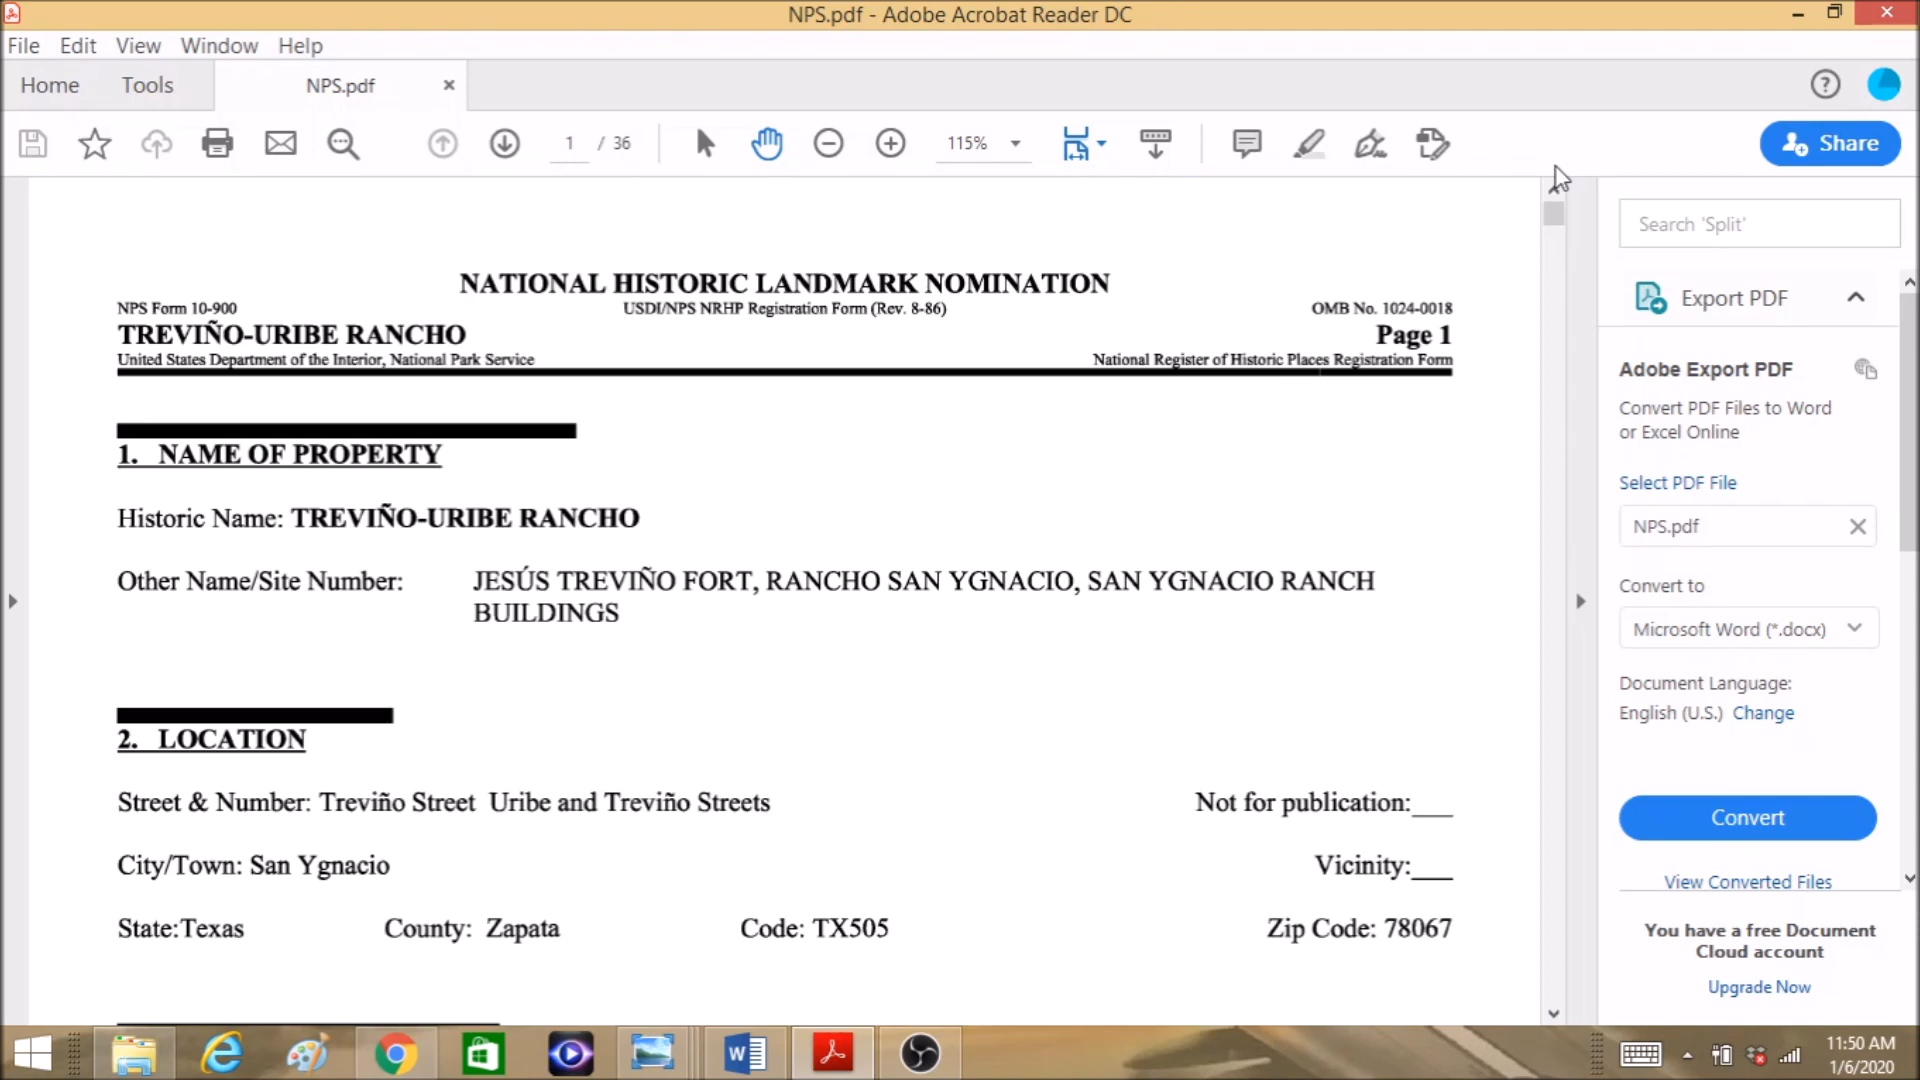 NPS.pdf - Adobe Acrobat Reader DC
File Edit View Window Help
Home Tools NPS.pdf
1 / 36 115% Share
Search 'Split'
Export PDF
Adobe Export PDF
Convert PDF Files to Word
or Excel Online
Select PDF File
NPS.pdf
Convert to
Microsoft Word (*.docx)
Document Language:
English (U.S.) Change
Convert
View Converted Files
You have a free Document
Cloud account
Upgrade Now
NATIONAL HISTORIC LANDMARK NOMINATION
NPS Form 10-900 USDI/NPS NRHP Registration Form (Rev. 8-86) OMB No. 1024-0018
TREVIÑO-URIBE RANCHO Page 1
United States Department of the Interior, National Park Service National Register of Historic Places Registration Form
1. NAME OF PROPERTY
Historic Name: TREVIÑO-URIBE RANCHO
Other Name/Site Number: JESÚS TREVIÑO FORT, RANCHO SAN YGNACIO, SAN YGNACIO RANCH
BUILDINGS
2. LOCATION
Street & Number: Treviño Street Uribe and Treviño Streets Not for publication:___
City/Town: San Ygnacio Vicinity:___
State:Texas County: Zapata Code: TX505 Zip Code: 78067
11:50 AM
1/6/2020